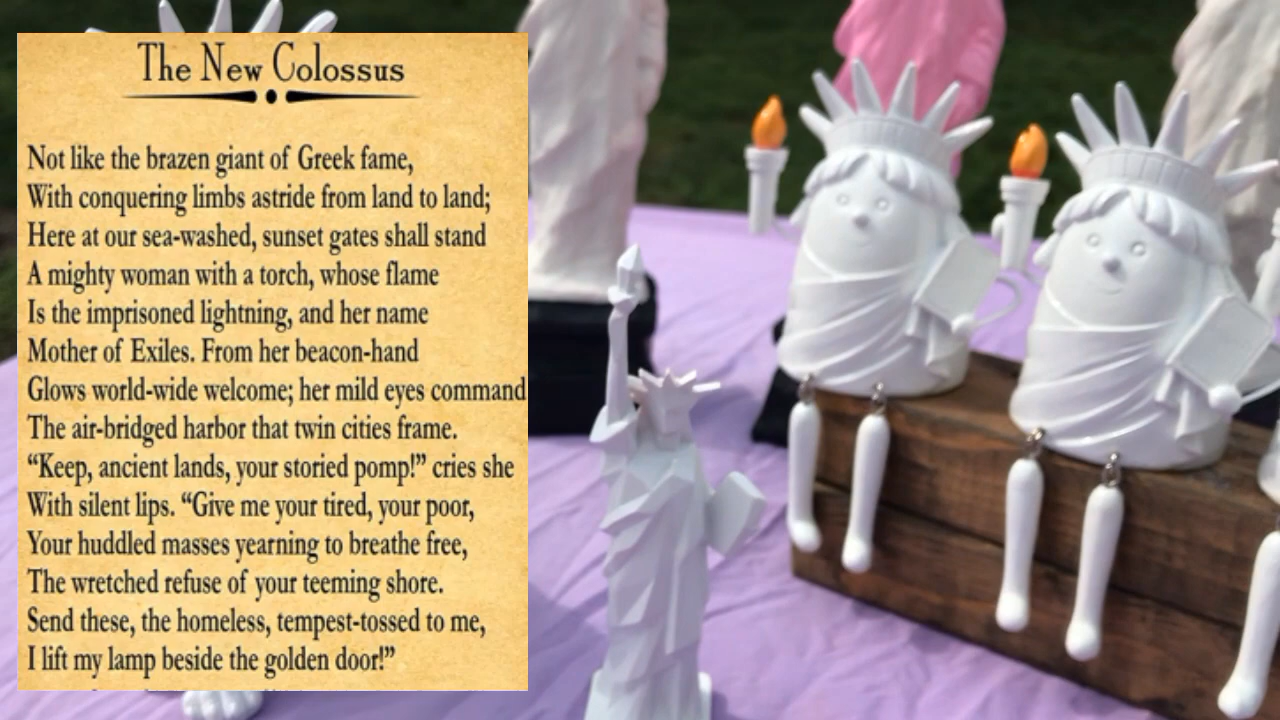 The New Colossus
Not like the brazen giant of Greek fame,
With conquering limbs astride from land to land;
Here at our sea-washed, sunset gates shall stand
A mighty woman with a torch, whose flame
Is the imprisoned lightning, and her name
Mother of Exiles. From her beacon-hand
Glows world-wide welcome; her mild eyes command
The air-bridged harbor that twin cities frame.
“Keep, ancient lands, your storied pomp!” cries she
With silent lips. “Give me your tired, your poor,
Your huddled masses yearning to breathe free,
The wretched refuse of your teeming shore.
Send these, the homeless, tempest-tossed to me,
I lift my lamp beside the golden door!”